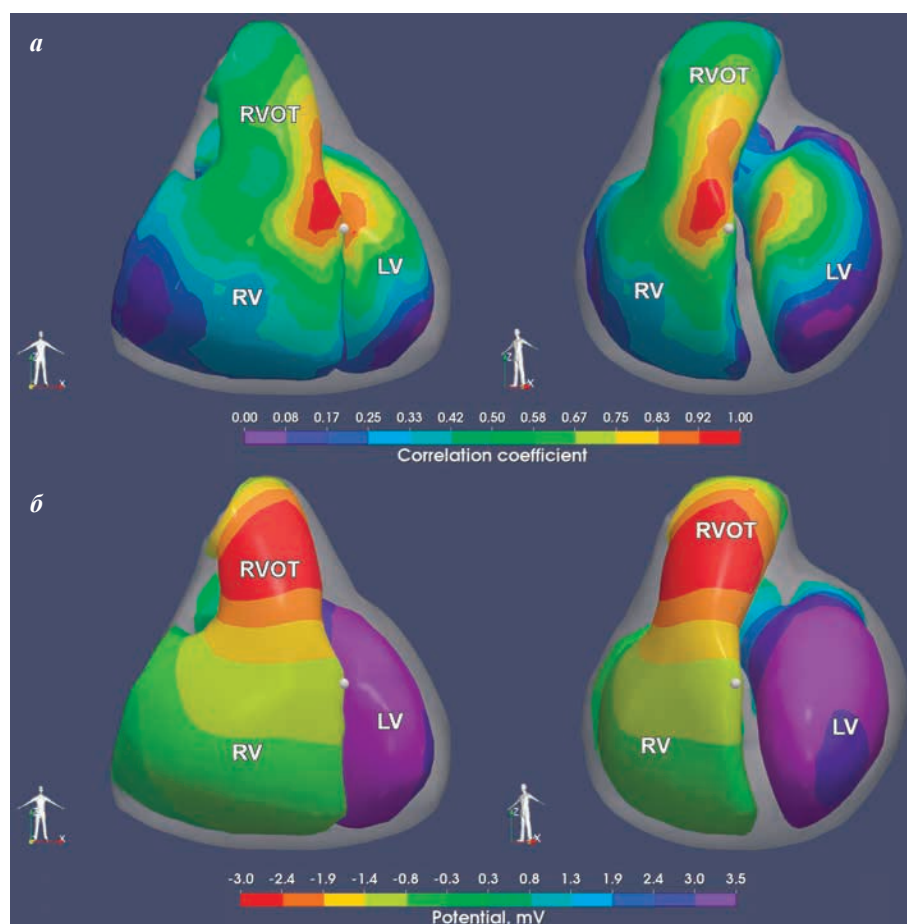 а
RVOT
RVOT
LV
LV
RV
RV
Z
X
Z
X
0.00 0.08 0.17 0.25 0.33 0.42 0.50 0.58 0.67 0.75 0.83 0.92 1.00
Correlation coefficient
б
RVOT
RVOT
LV
LV
RV
RV
Z
X
Z
X
-3.0 -2.4 -1.9 -1.4 -0.8 -0.3 0.3 0.8 1.3 1.9 2.4 3.0 3.5
Potential, mV